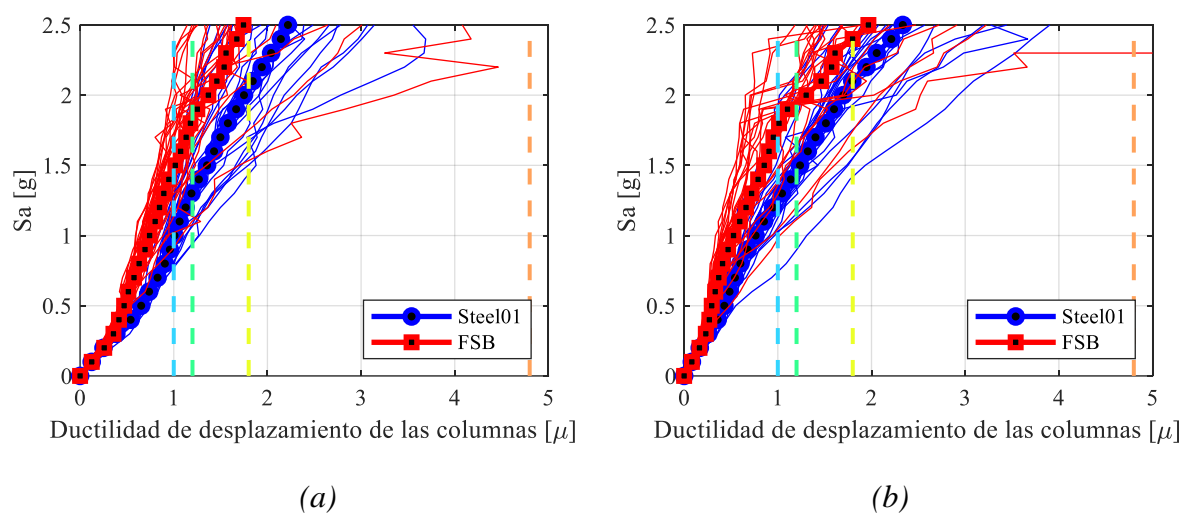 2.5
2
1.5
1
0.5
0
Sa [g]
Steel01
FSB
0 1 2 3 4 5
Ductilidad de desplazamiento de las columnas [μ]
(a)
2.5
2
1.5
1
0.5
0
Sa [g]
Steel01
FSB
0 1 2 3 4 5
Ductilidad de desplazamiento de las columnas [μ]
(b)